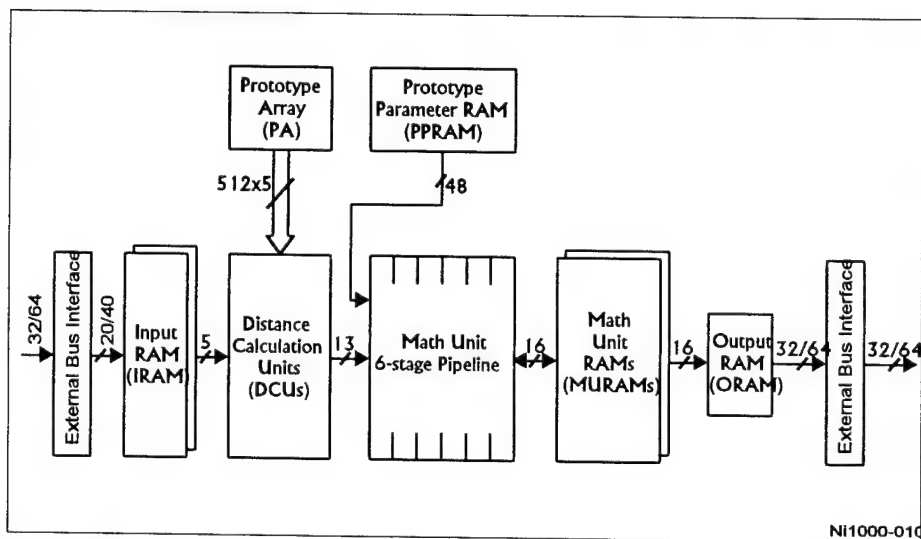 Prototype
Array
(PA)
Prototype
Parameter RAM
(PPRAM)
512x5
48
32/64
External Bus Interface
20/40
Input
RAM
(IRAM)
5
Distance
Calculation
Units
(DCUs)
13
Math Unit
6-stage Pipeline
16
Math
Unit
RAMs
(MURAMs)
16
Output
RAM
(ORAM)
32/64
External Bus Interface
32/64
Ni1000-010